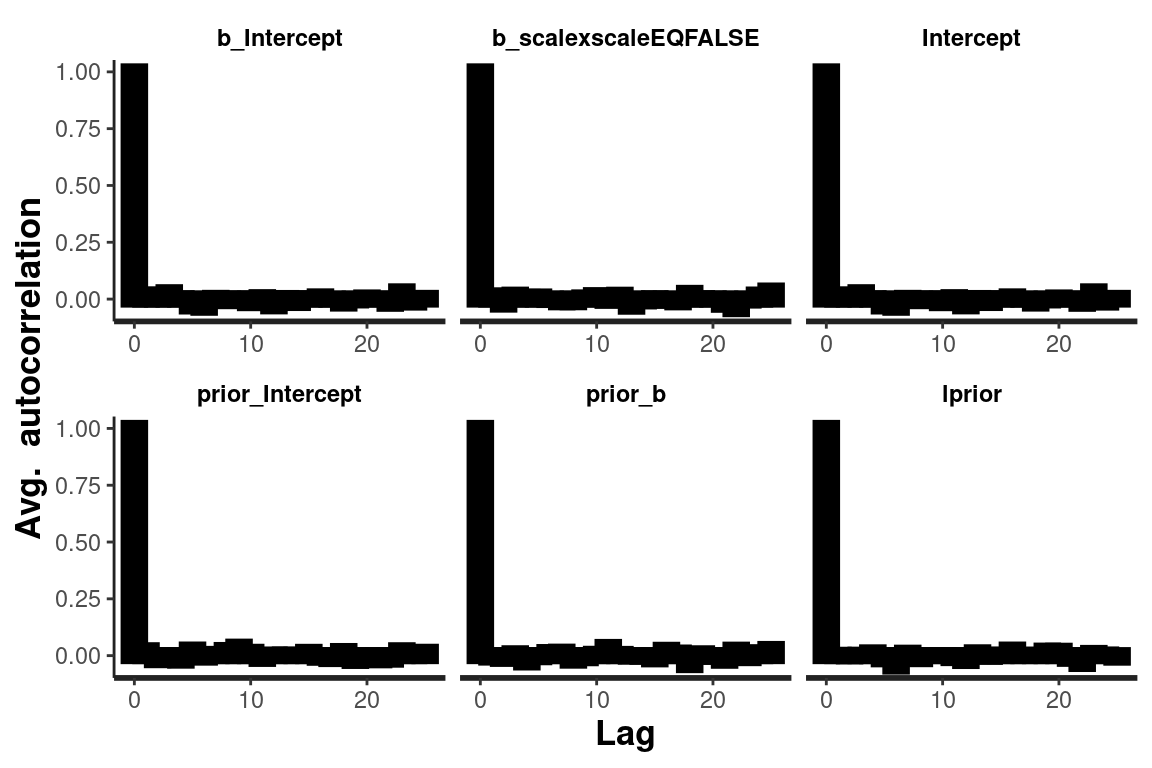 b_Intercept b_scalexscaleEQFALSE Intercept
1.00
0.75
0.50
0.25
0.00
0 10 20 0 10 20 0 10 20
prior_Intercept prior_b lprior
1.00
0.75
0.50
0.25
0.00
0 10 20 0 10 20 0 10 20
Avg. autocorrelation
Lag